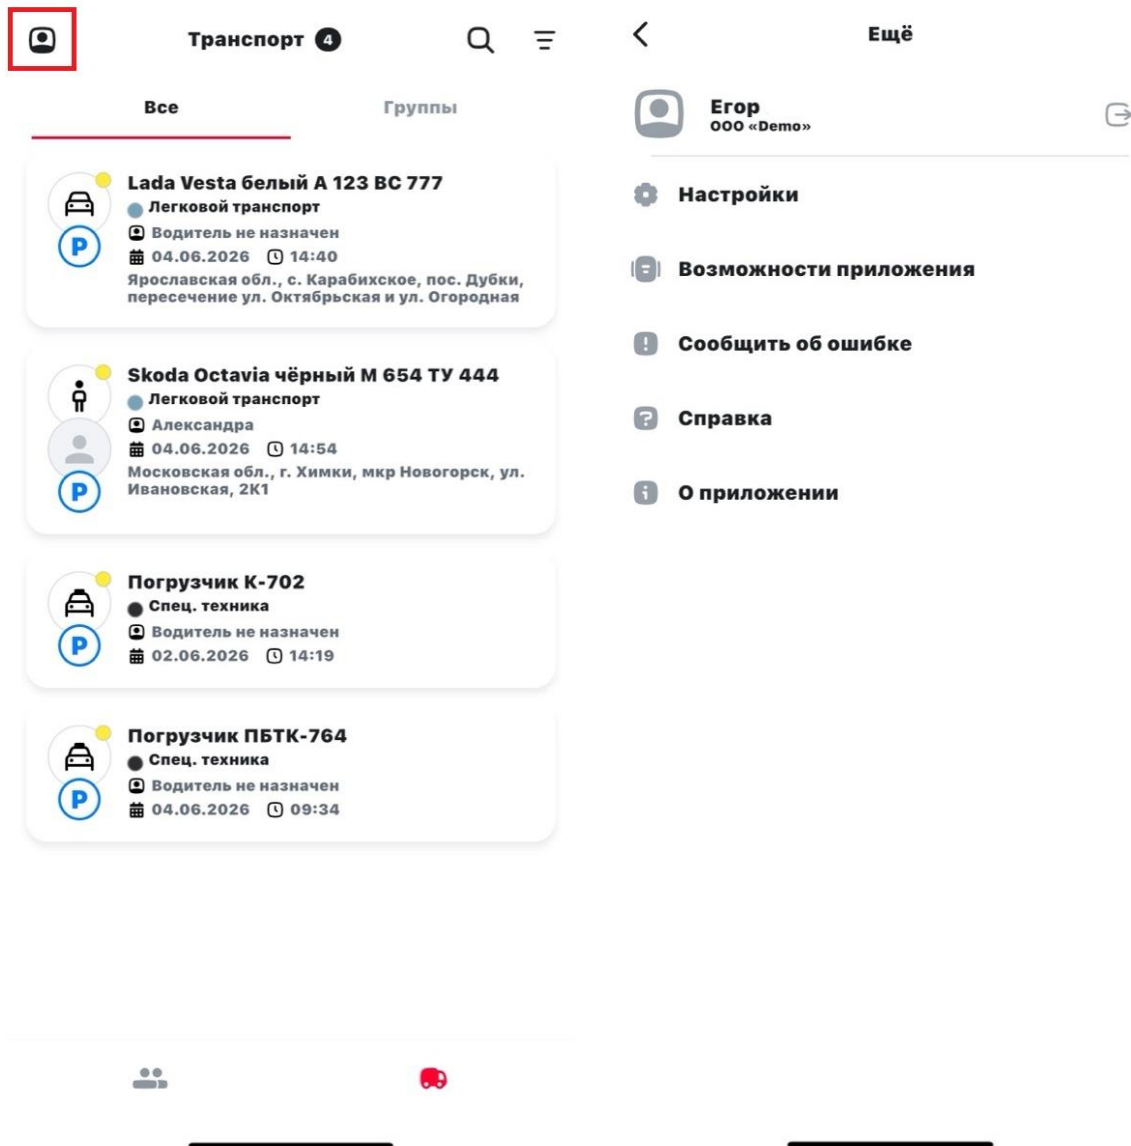 Транспорт 4
Все
Группы
Lada Vesta белый А 123 ВС 777
Легковой транспорт
Водитель не назначен
04.06.2026 14:40
Ярославская обл., с. Карабихское, пос. Дубки,
пересечение ул. Октябрьская и ул. Огородная
P
Skoda Octavia чёрный М 654 ТУ 444
Легковой транспорт
Александра
04.06.2026 14:54
Московская обл., г. Химки, мкр Новогорск, ул.
Ивановская, 2К1
P
Погрузчик К-702
Спец. техника
Водитель не назначен
02.06.2026 14:19
P
Погрузчик ПБТК-764
Спец. техника
Водитель не назначен
04.06.2026 09:34
P
Ещё
Егор
ООО «Demo»
Настройки
Возможности приложения
Сообщить об ошибке
Справка
О приложении